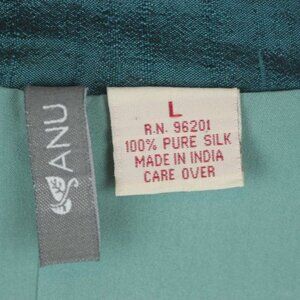 ANU
L
R.N. 96201
100% PURE SILK
MADE IN INDIA
CARE OVER